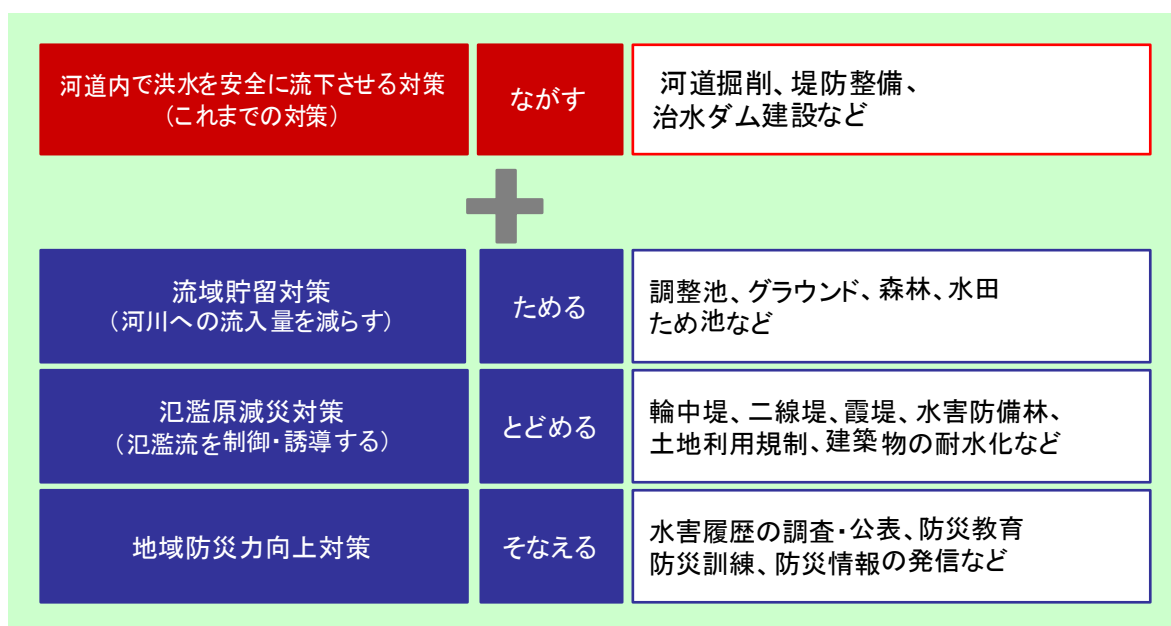 河道内で洪水を安全に流下させる対策
（これまでの対策）
ながす
河道掘削、堤防整備、
治水ダム建設など
流域貯留対策
（河川への流入量を減らす）
ためる
調整池、グラウンド、森林、水田
ため池など
氾濫原減災対策
（氾濫流を制御・誘導する）
とどめる
輪中堤、二線堤、霞堤、水害防備林、
土地利用規制、建築物の耐水化など
地域防災力向上対策
そなえる
水害履歴の調査・公表、防災教育
防災訓練、防災情報の発信など